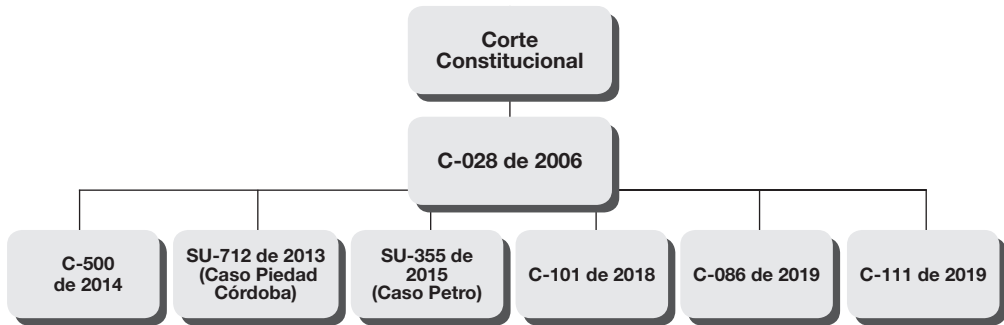 Corte
Constitucional
C-028 de 2006
C-500
de 2014
SU-712 de 2013
(Caso Piedad
Córdoba)
SU-355 de
2015
(Caso Petro)
C-101 de 2018
C-086 de 2019
C-111 de 2019